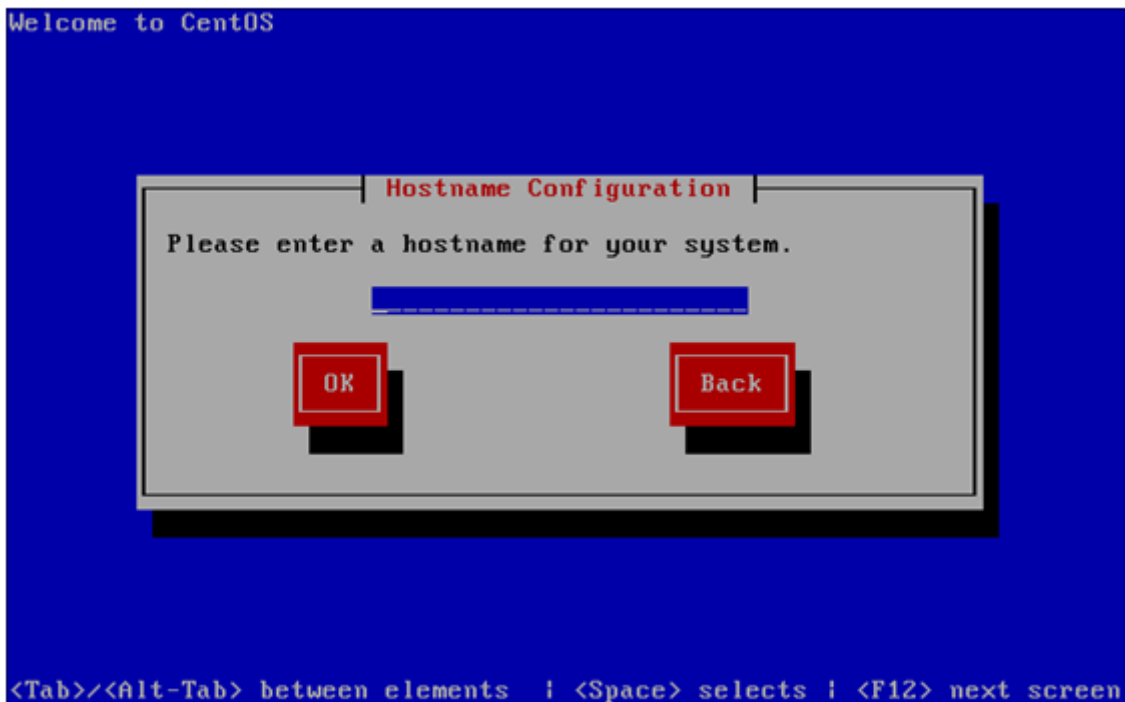 Welcome to CentOS
Hostname Configuration
Please enter a hostname for your system.
OK Back
<Tab>/<Alt-Tab> between elements | <Space> selects | <F12> next screen